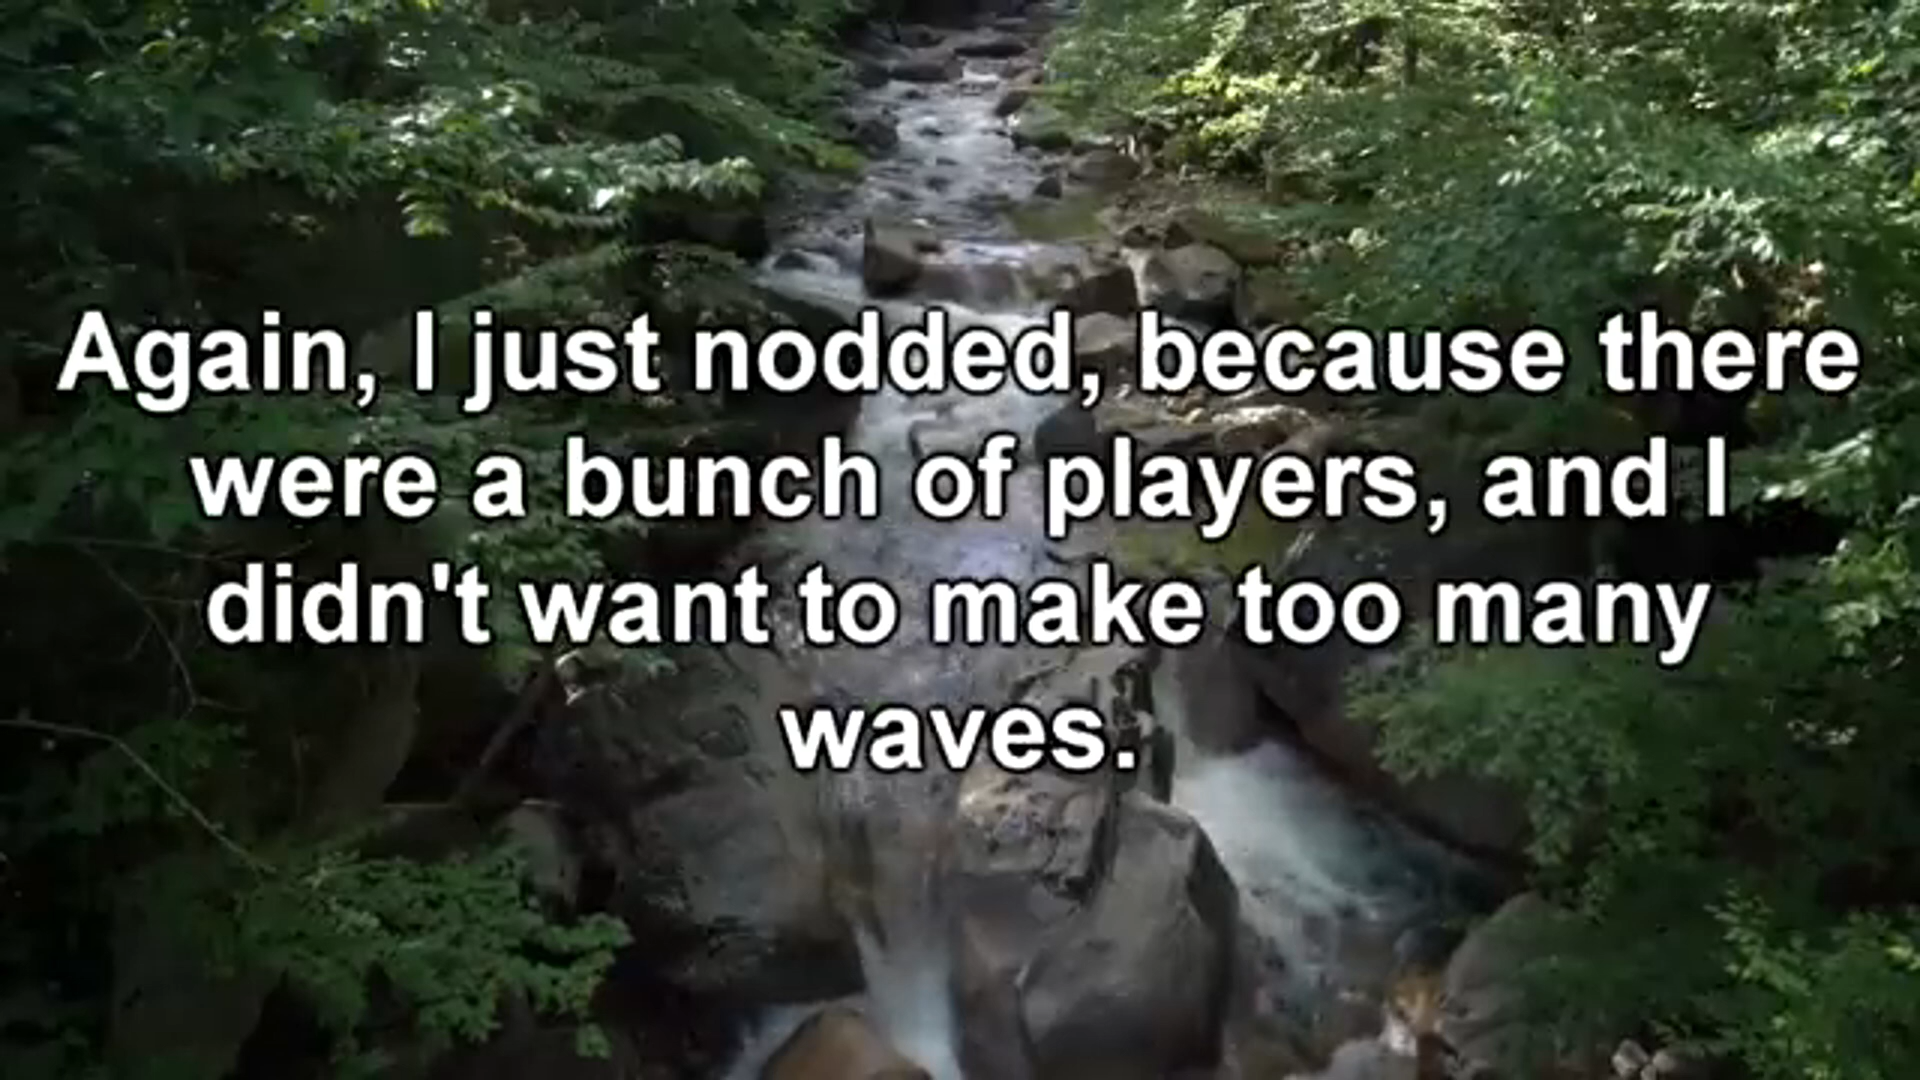 Again, I just nodded, because there
were a bunch of players, and I
didn't want to make too many
waves.